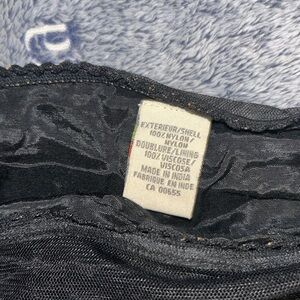 EXTERIEUR/SHELL
100% NYLON/
NYLON
DOUBLURE/LINING
100% VISCOSE/
VISCOSA
MADE IN INDIA
FABRIQUE EN INDE
CA 00655
a